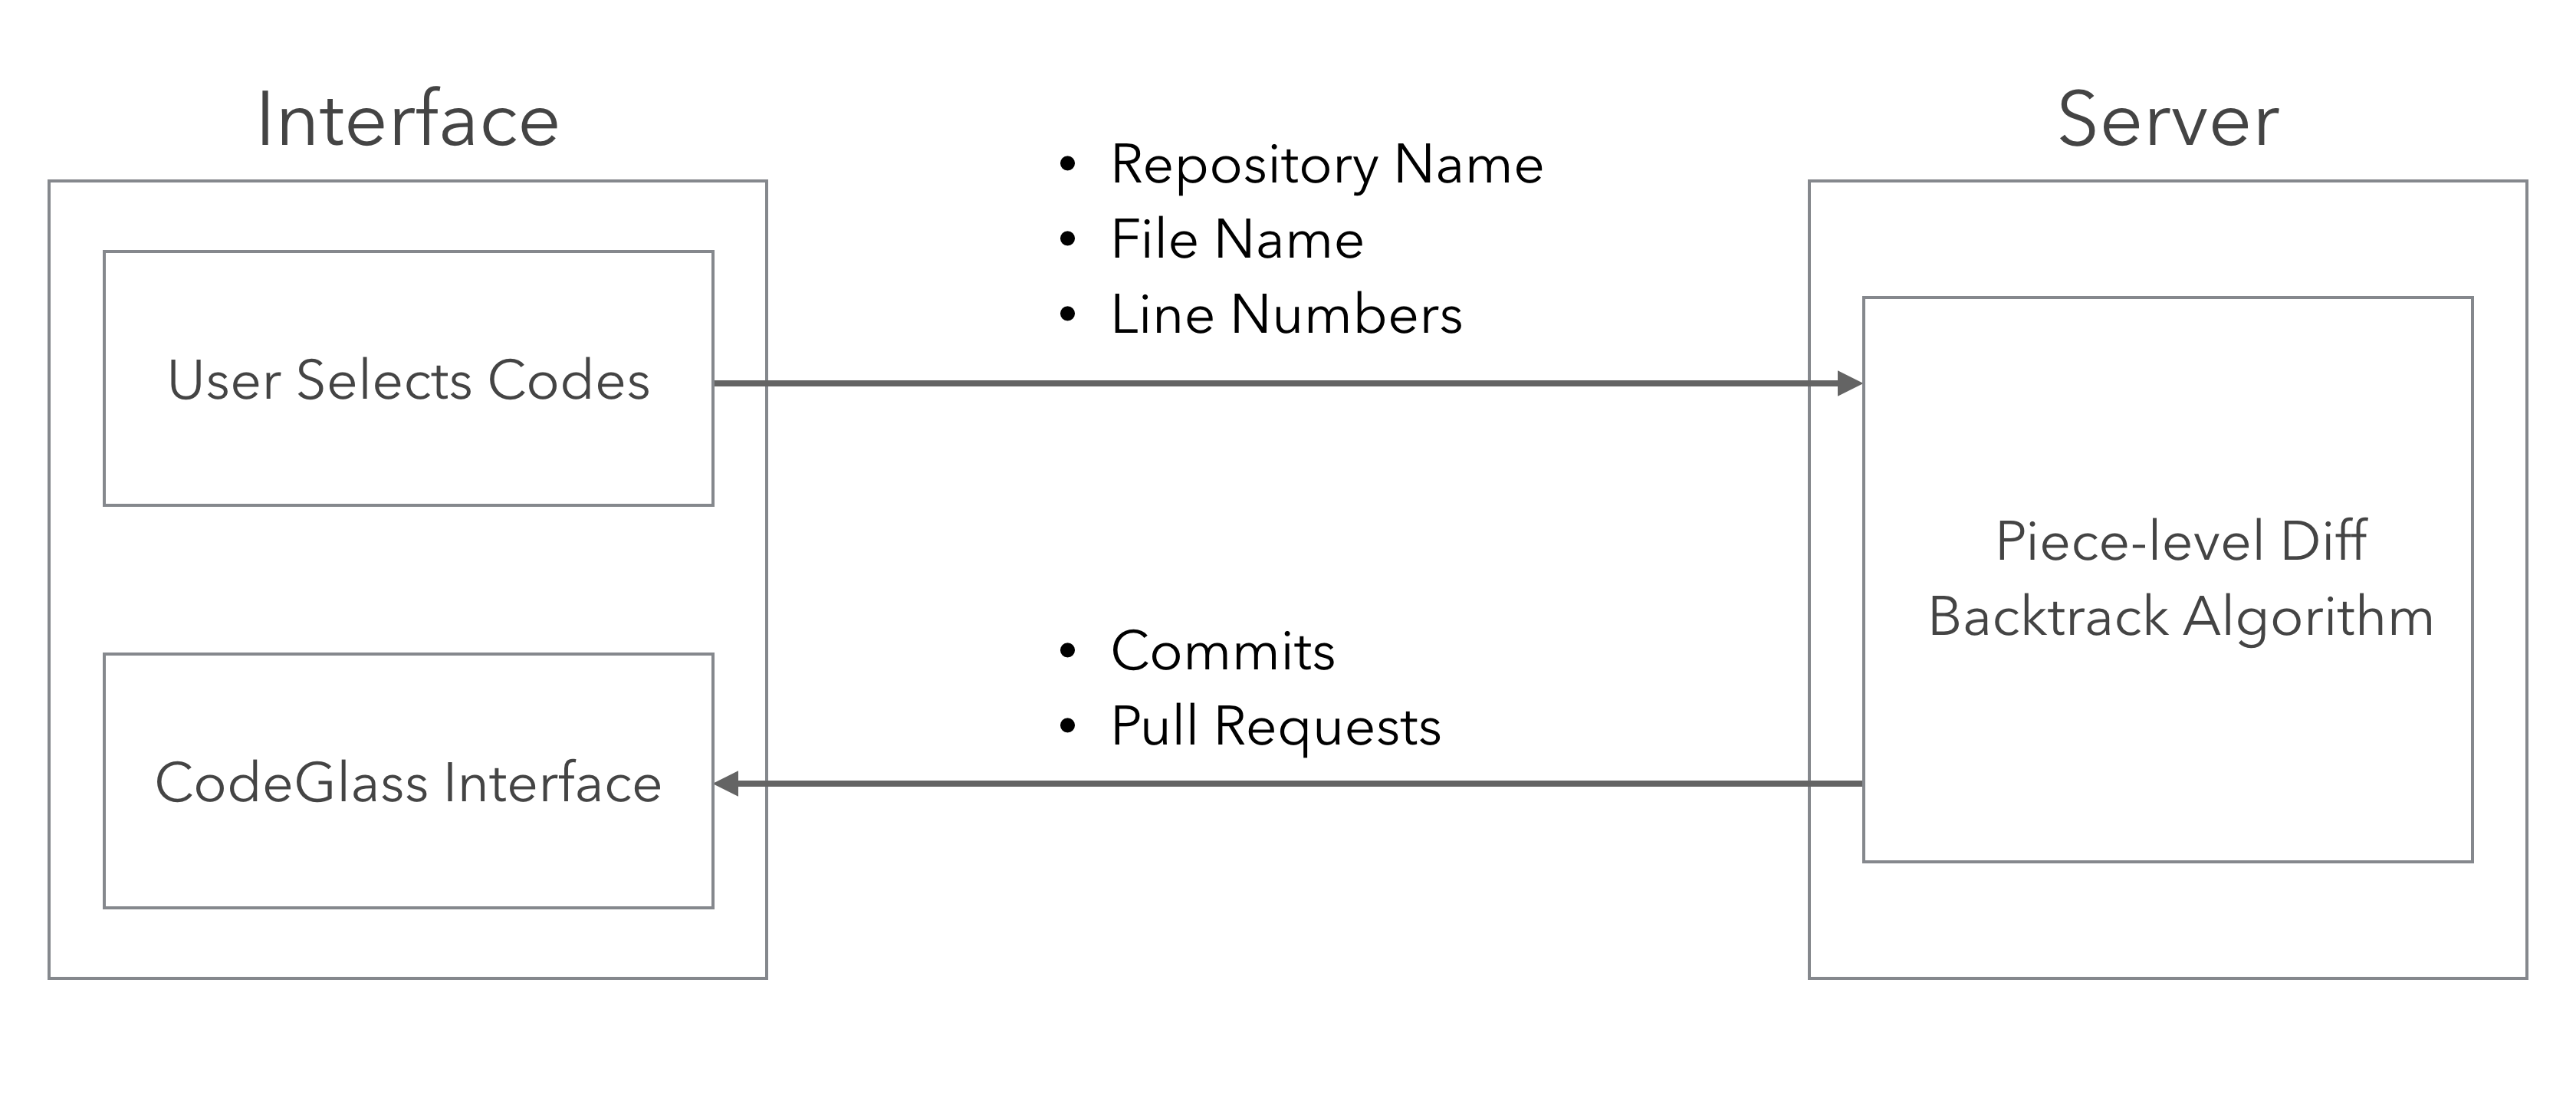 Interface
Server
• Repository Name
• File Name
• Line Numbers
User Selects Codes
Piece-level Diff
Backtrack Algorithm
• Commits
• Pull Requests
CodeGlass Interface